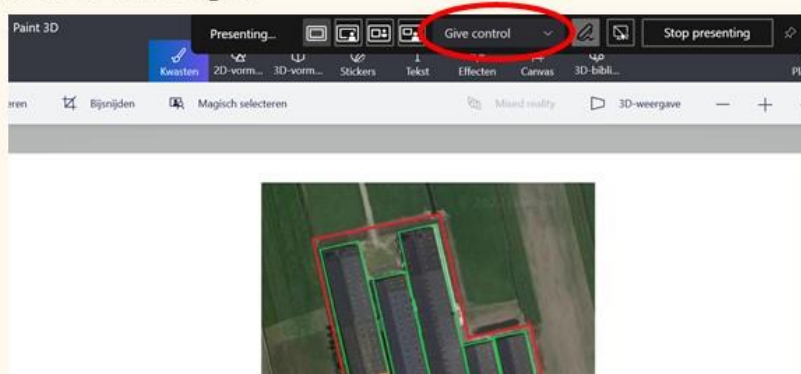 Paint 3D
Presenting...
Give control
Stop presenting
Kwasten
2D-vorm...
3D-vorm...
Stickers
Tekst
Effecten
Canvas
3D-bibli...
Bijsnijden
Magisch selecteren
Mixed reality
3D-weergave